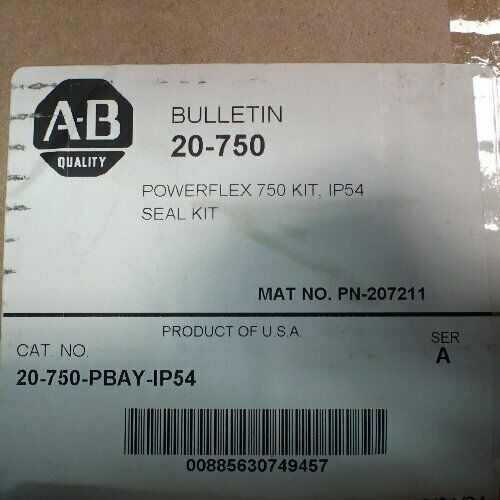 A-B
QUALITY
BULLETIN
20-750
POWERFLEX 750 KIT, IP54
SEAL KIT
MAT NO. PN-207211
PRODUCT OF U.S.A.
CAT. NO.
SER
20-750-PBAY-IP54
A
00885630749457